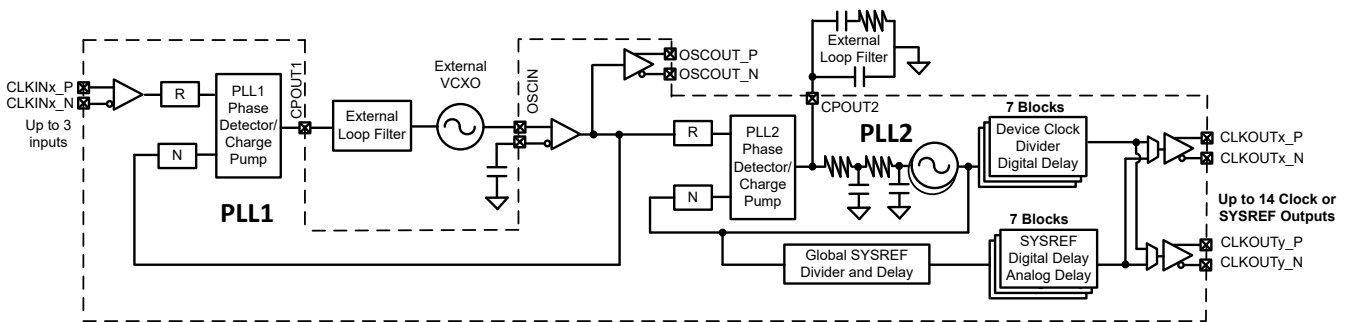 CLKINx_P
CLKINx_N
Up to 3
inputs
R
N
PLL1
Phase
Detector/
Charge
Pump
PLL1
CPOUT1
External
Loop Filter
External
VCXO
OSCIN
OSCOUT_P
OSCOUT_N
External
Loop Filter
CPOUT2
R
N
PLL2
Phase
Detector/
Charge
Pump
PLL2
7 Blocks
Device Clock
Divider
Digital Delay
Global SYSREF
Divider and Delay
7 Blocks
SYSREF
Digital Delay
Analog Delay
CLKOUTx_P
CLKOUTx_N
Up to 14 Clock or
SYSREF Outputs
CLKOUTy_P
CLKOUTy_N